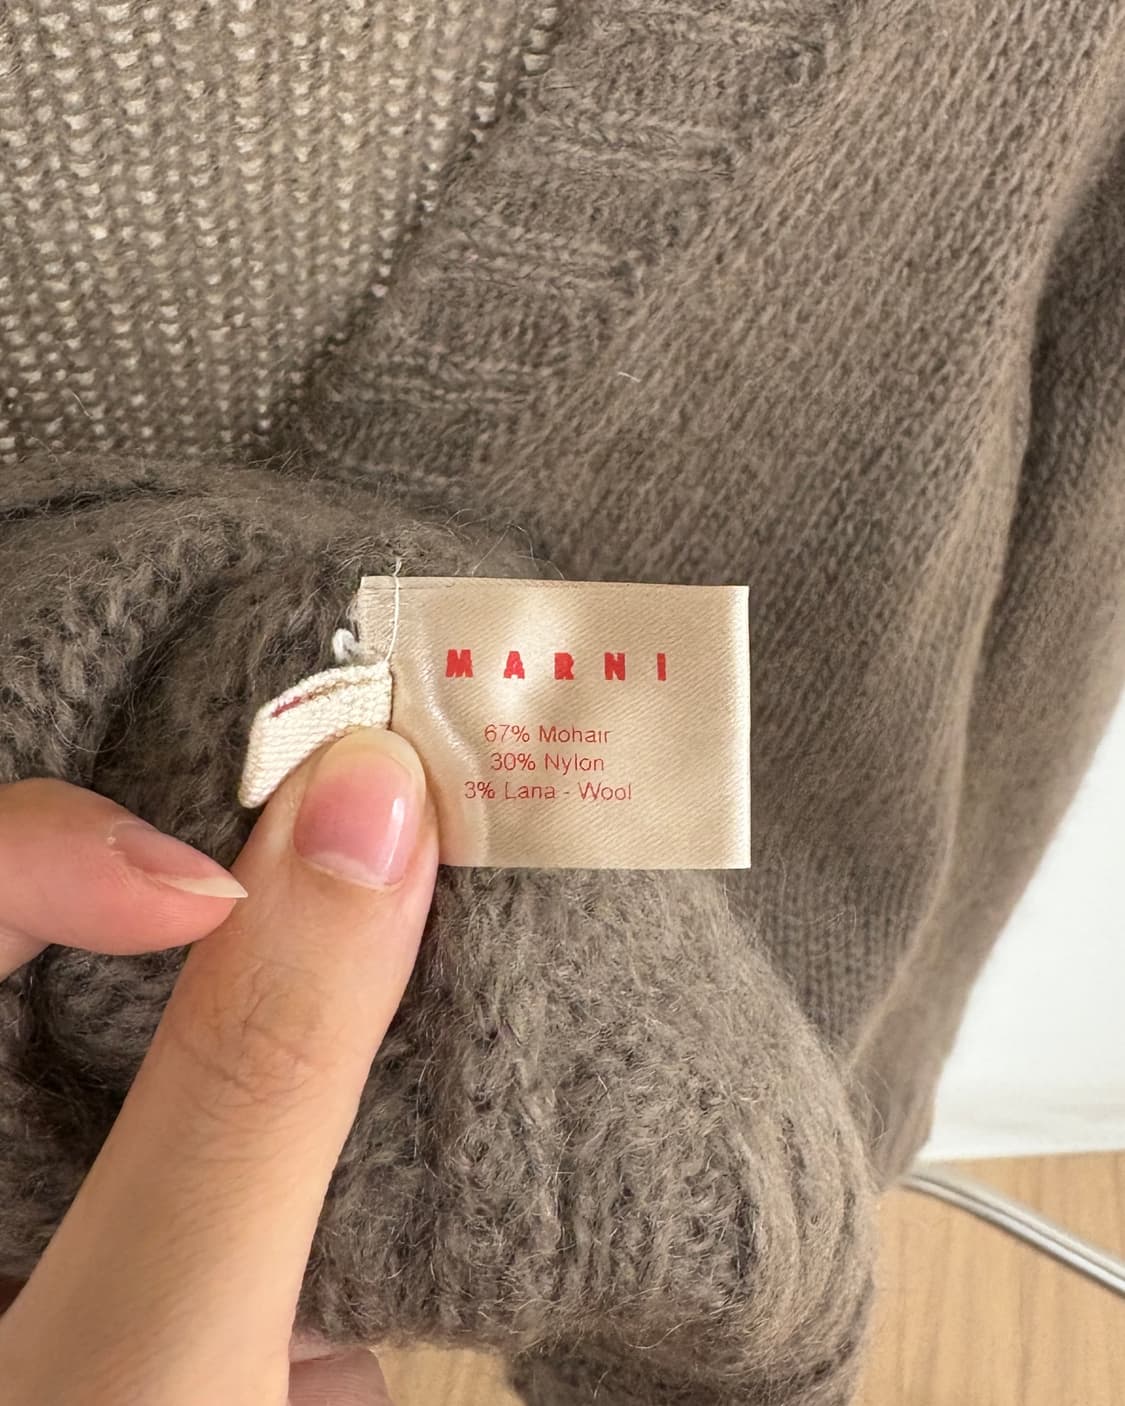 MARNI
67% Mohair
30% Nylon
3% Lana - Wool